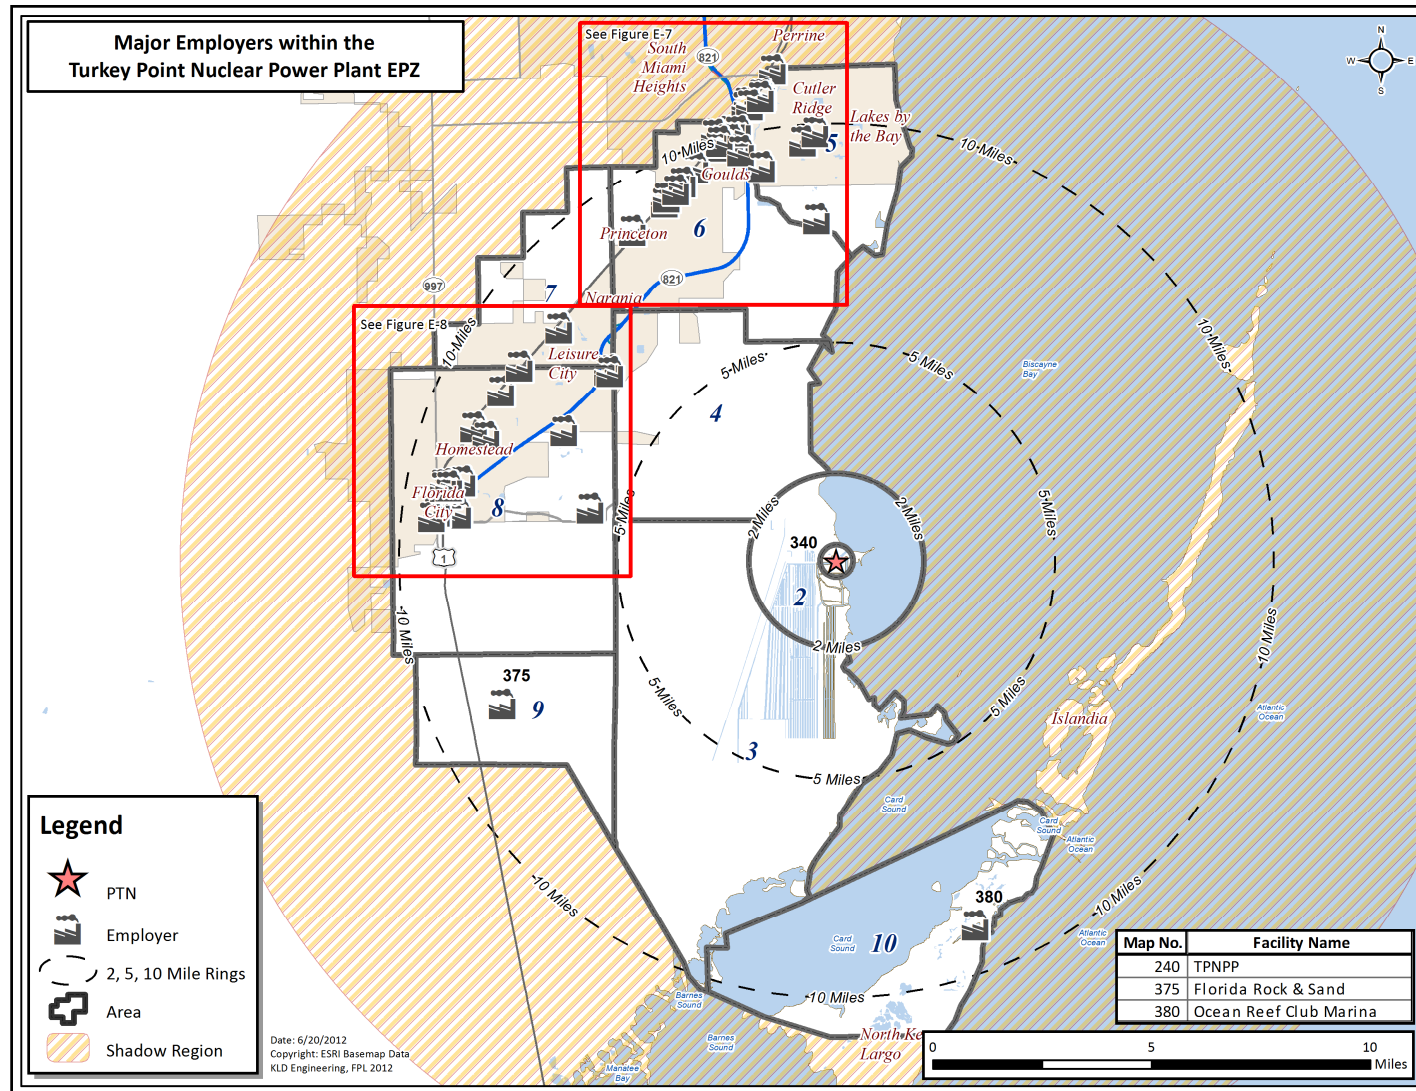 Major Employers within the
Turkey Point Nuclear Power Plant EPZ
See Figure E-7
Perrine
South
Miami
Heights
821
Cutler
Ridge
Lakes by
the Bay
5
10 Miles
10 Miles
Goulds
6
Princeton
821
997
7
Naranja
See Figure E-8
10 Miles
10 Miles
Leisure
City
5 Miles
5 Miles
Biscayne
Bay
4
Homestead
Florida
City
8
5 Miles
5 Miles
2 Miles
2 Miles
340
1
2
10 Miles
10 Miles
2 Miles
375
9
5 Miles
5 Miles
Islandia
Atlantic
Ocean
3
5 Miles
Card
Sound
Card
Sound
Atlantic
Ocean
10 Miles
10 Miles
380
Atlantic
Ocean
Card
Sound
10
10 Miles
Barnes
Sound
Barnes
Sound
Manatee
Bay
North Ke
Largo
Legend
PTN
Employer
2, 5, 10 Mile Rings
Area
Shadow Region
Date: 6/20/2012
Copyright: ESRI Basemap Data
KLD Engineering, FPL 2012
Map No. Facility Name
240 TPNPP
375 Florida Rock & Sand
380 Ocean Reef Club Marina
0 5 10
Miles
N
W E
S